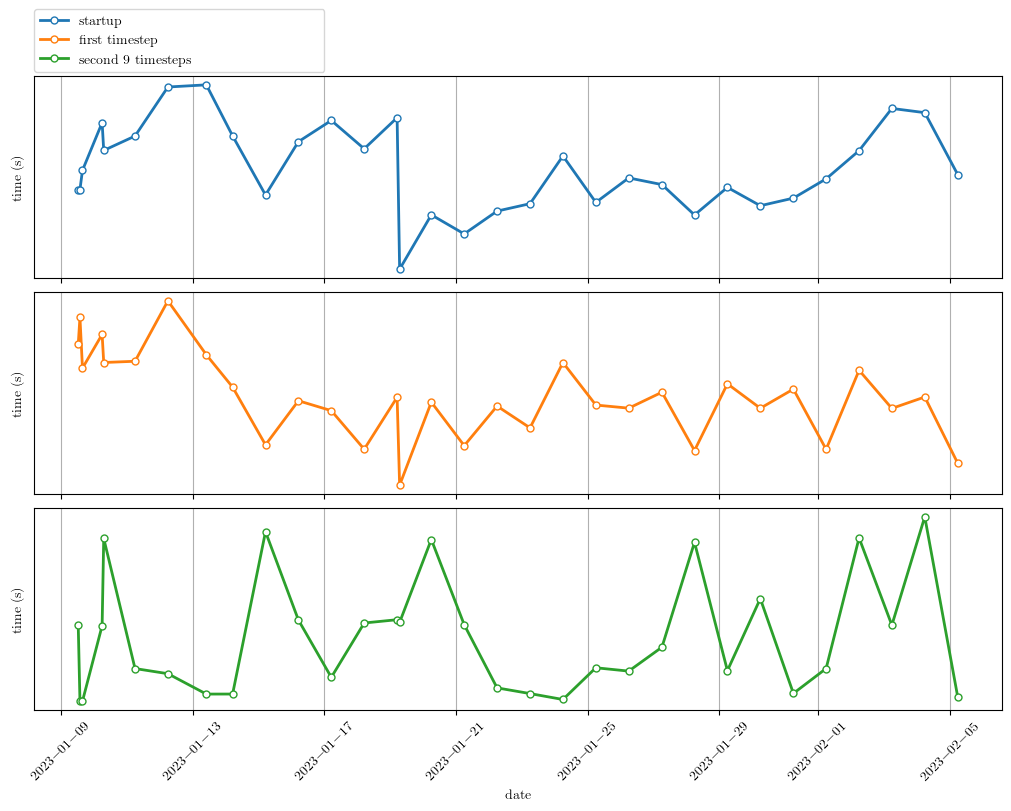 startup
first timestep
second 9 timesteps
time (s)
time (s)
time (s)
2023−01−09
2023−01−13
2023−01−17
2023−01−21
2023−01−25
2023−01−29
2023−02−01
2023−02−05
date